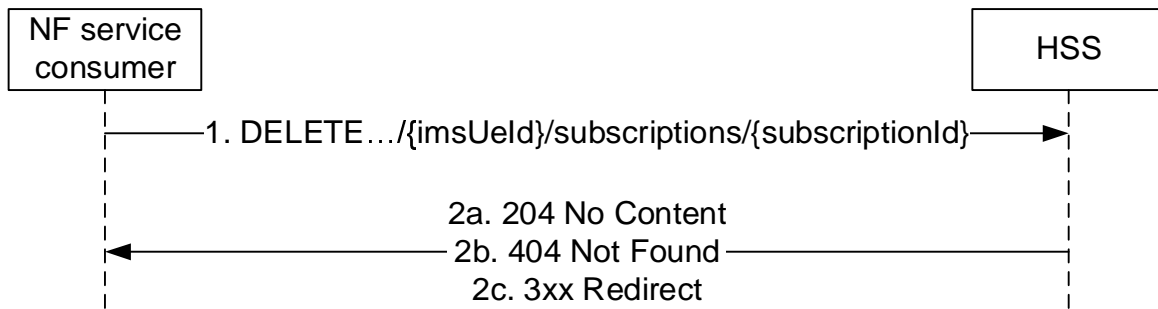 NF service
consumer
HSS
1. DELETE…/{imsUeId}/subscriptions/{subscriptionId}
2a. 204 No Content
2b. 404 Not Found
2c. 3xx Redirect